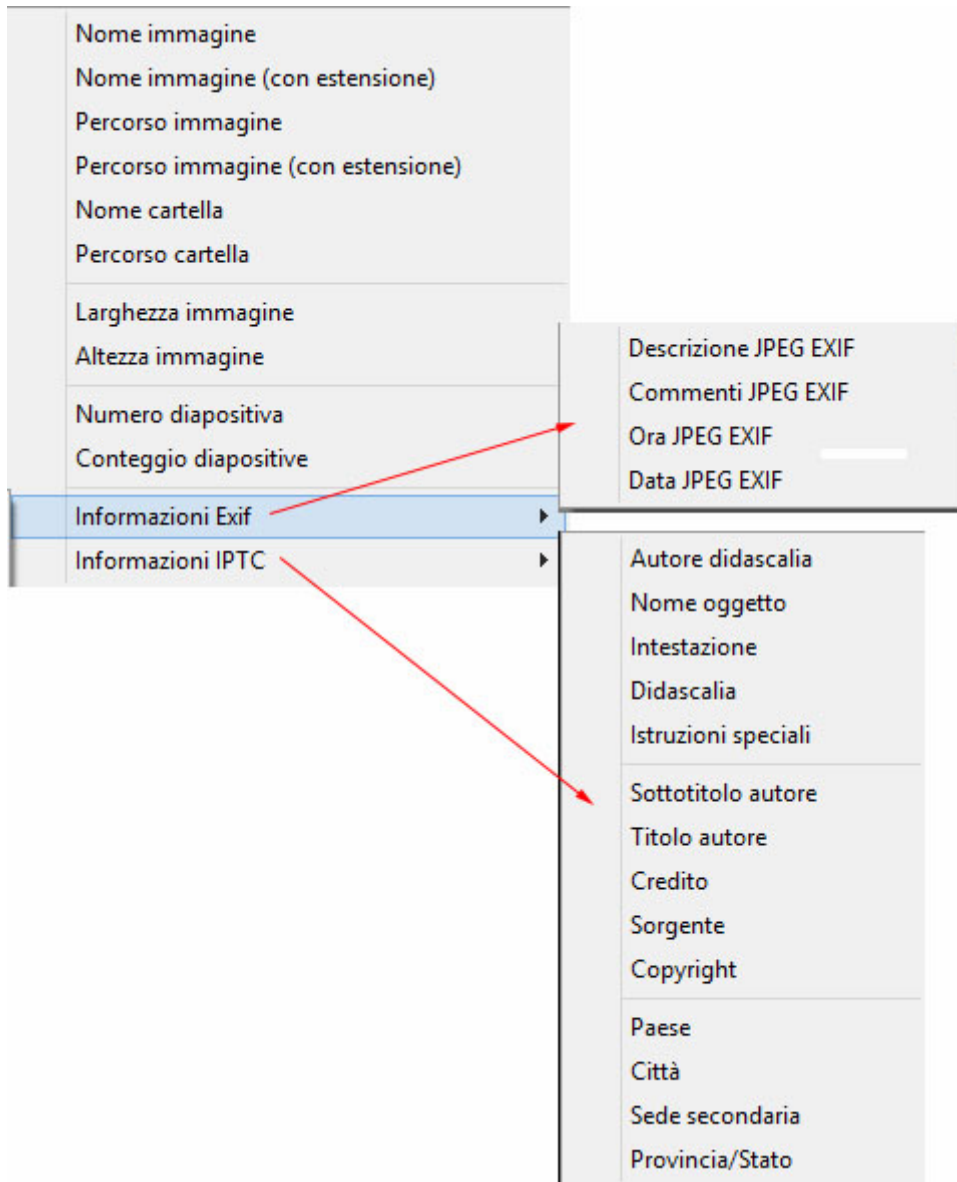 Nome immagine
Nome immagine (con estensione)
Percorso immagine
Percorso immagine (con estensione)
Nome cartella
Percorso cartella
Larghezza immagine
Altezza immagine
Numero diapositiva
Conteggio diapositive
Informazioni Exif
Informazioni IPTC
Descrizione JPEG EXIF
Commenti JPEG EXIF
Ora JPEG EXIF
Data JPEG EXIF
Autore didascalia
Nome oggetto
Intestazione
Didascalia
Istruzioni speciali
Sottotitolo autore
Titolo autore
Credito
Sorgente
Copyright
Paese
Città
Sede secondaria
Provincia/Stato